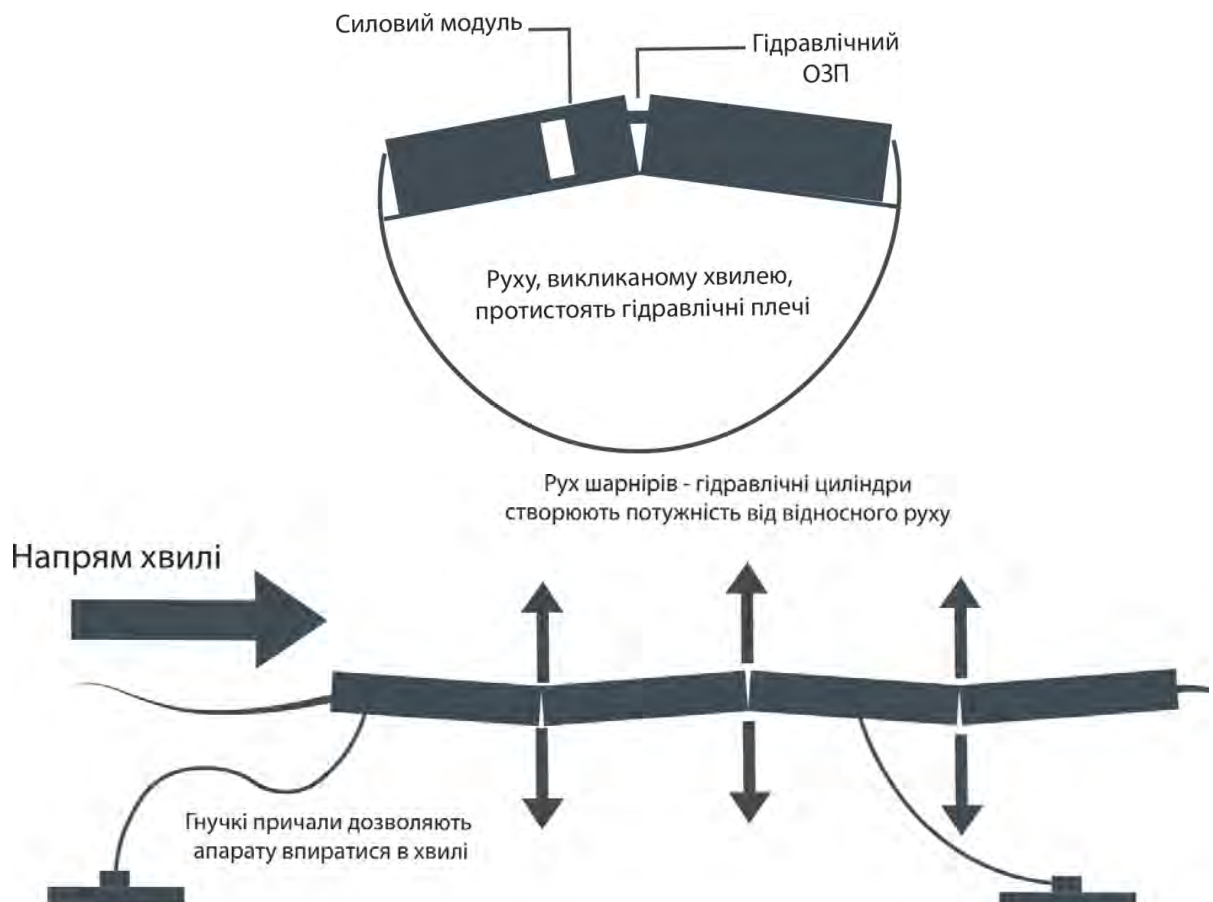 Силовий модуль
Гідравлічний
ОЗП
Руху, викликаному хвилею,
протистоять гідравлічні плечі
Рух шарнірів - гідравлічні циліндри
створюють потужність від відносного руху
Напрям хвилі
Гнучкі причали дозволяють
апарату впиратися в хвилі